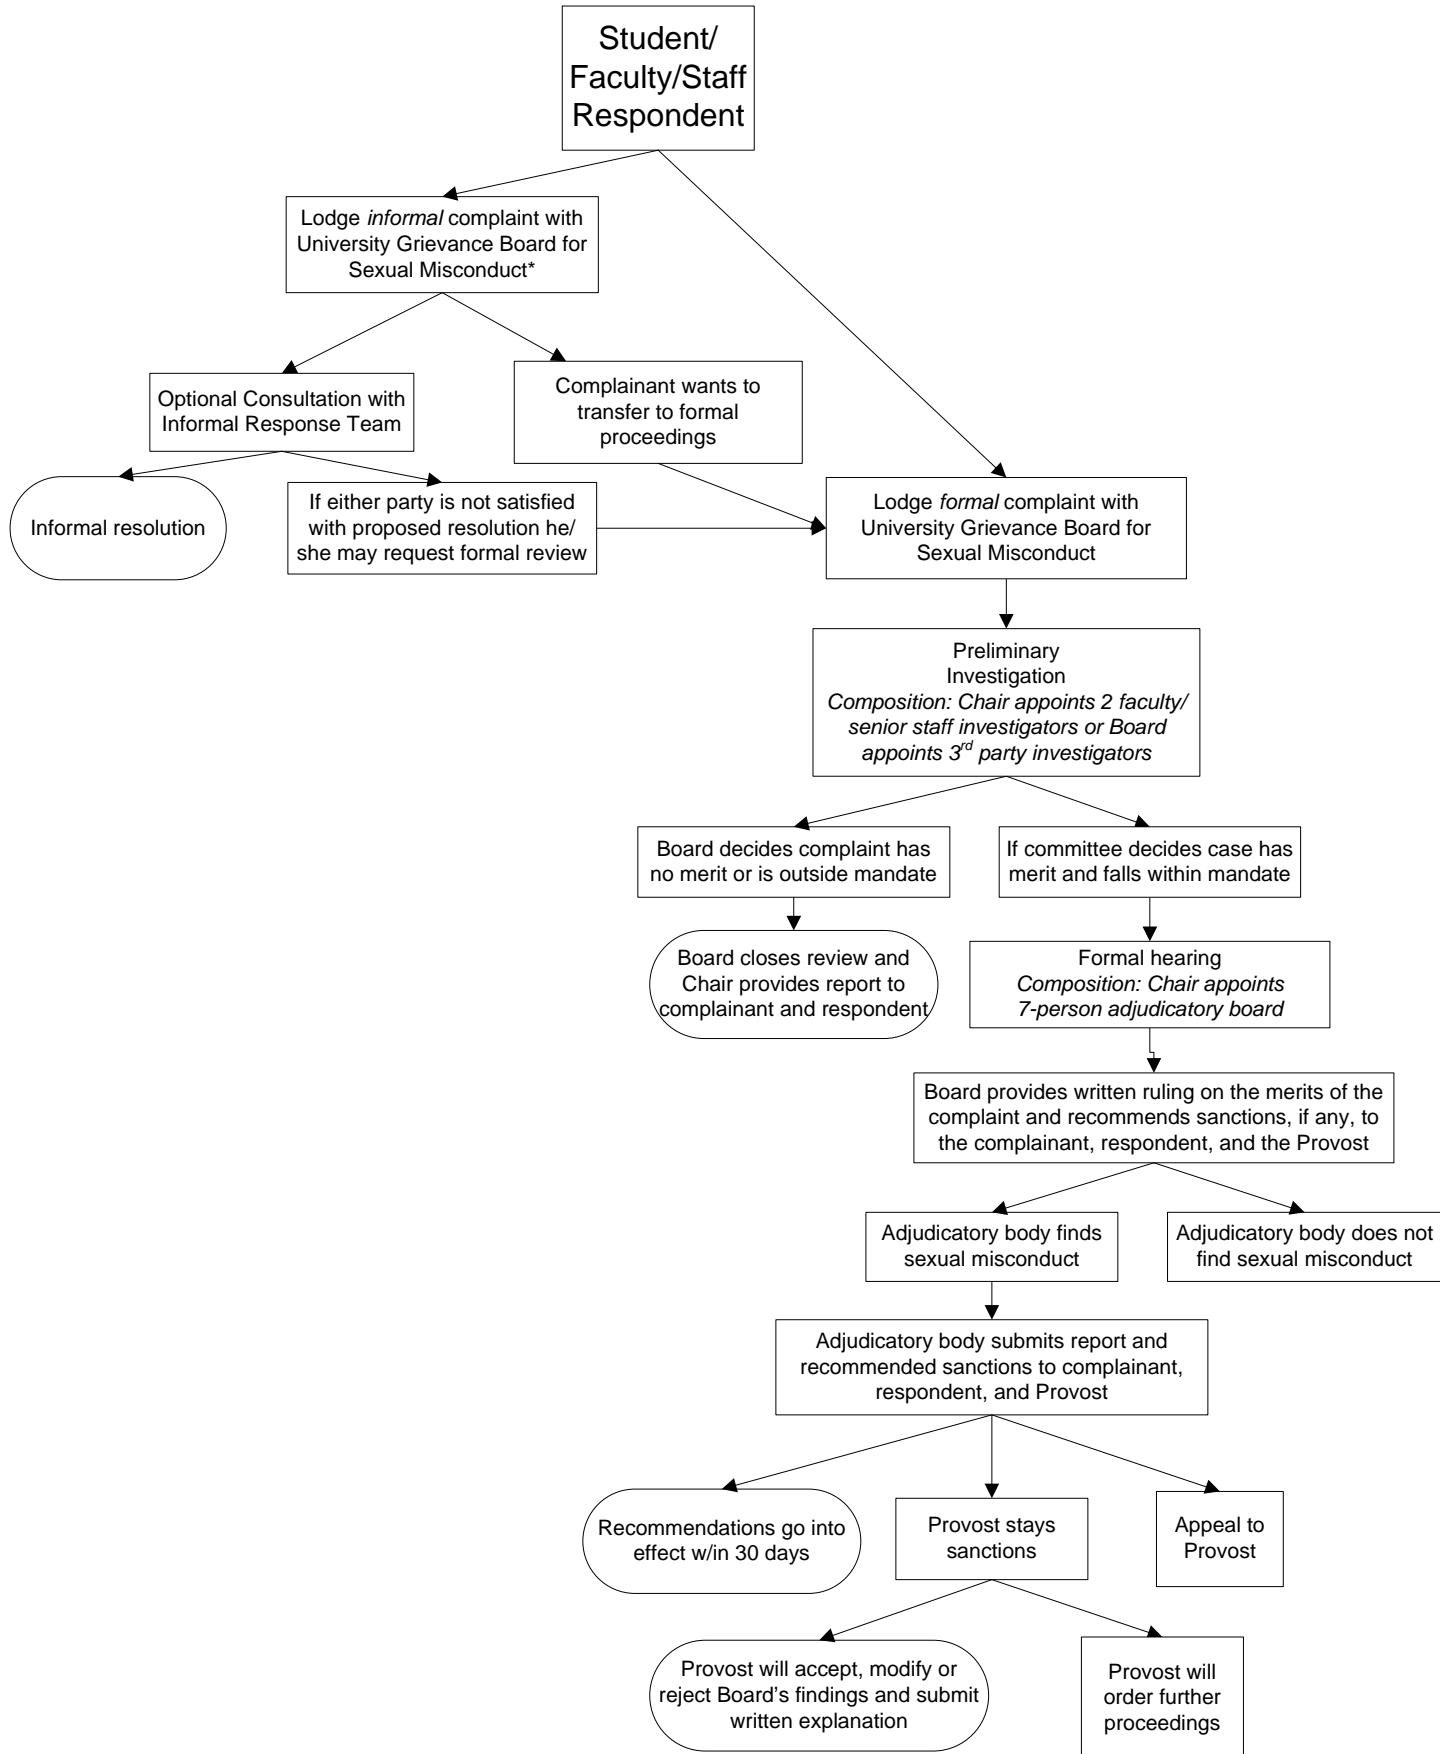 Student/
Faculty/Staff
Respondent
Lodge informal complaint with
University Grievance Board for
Sexual Misconduct*
Optional Consultation with
Informal Response Team
Complainant wants to
transfer to formal
proceedings
Informal resolution
If either party is not satisfied
with proposed resolution he/
she may request formal review
Lodge formal complaint with
University Grievance Board for
Sexual Misconduct
Preliminary
Investigation
Composition: Chair appoints 2 faculty/
senior staff investigators or Board
appoints 3rd party investigators
Board decides complaint has
no merit or is outside mandate
If committee decides case has
merit and falls within mandate
Board closes review and
Chair provides report to
complainant and respondent
Formal hearing
Composition: Chair appoints
7-person adjudicatory board
Board provides written ruling on the merits of the
complaint and recommends sanctions, if any, to
the complainant, respondent, and the Provost
Adjudicatory body finds
sexual misconduct
Adjudicatory body does not
find sexual misconduct
Adjudicatory body submits report and
recommended sanctions to complainant,
respondent, and Provost
Recommendations go into
effect w/in 30 days
Provost stays
sanctions
Appeal to
Provost
Provost will accept, modify or
reject Board’s findings and submit
written explanation
Provost will
order further
proceedings